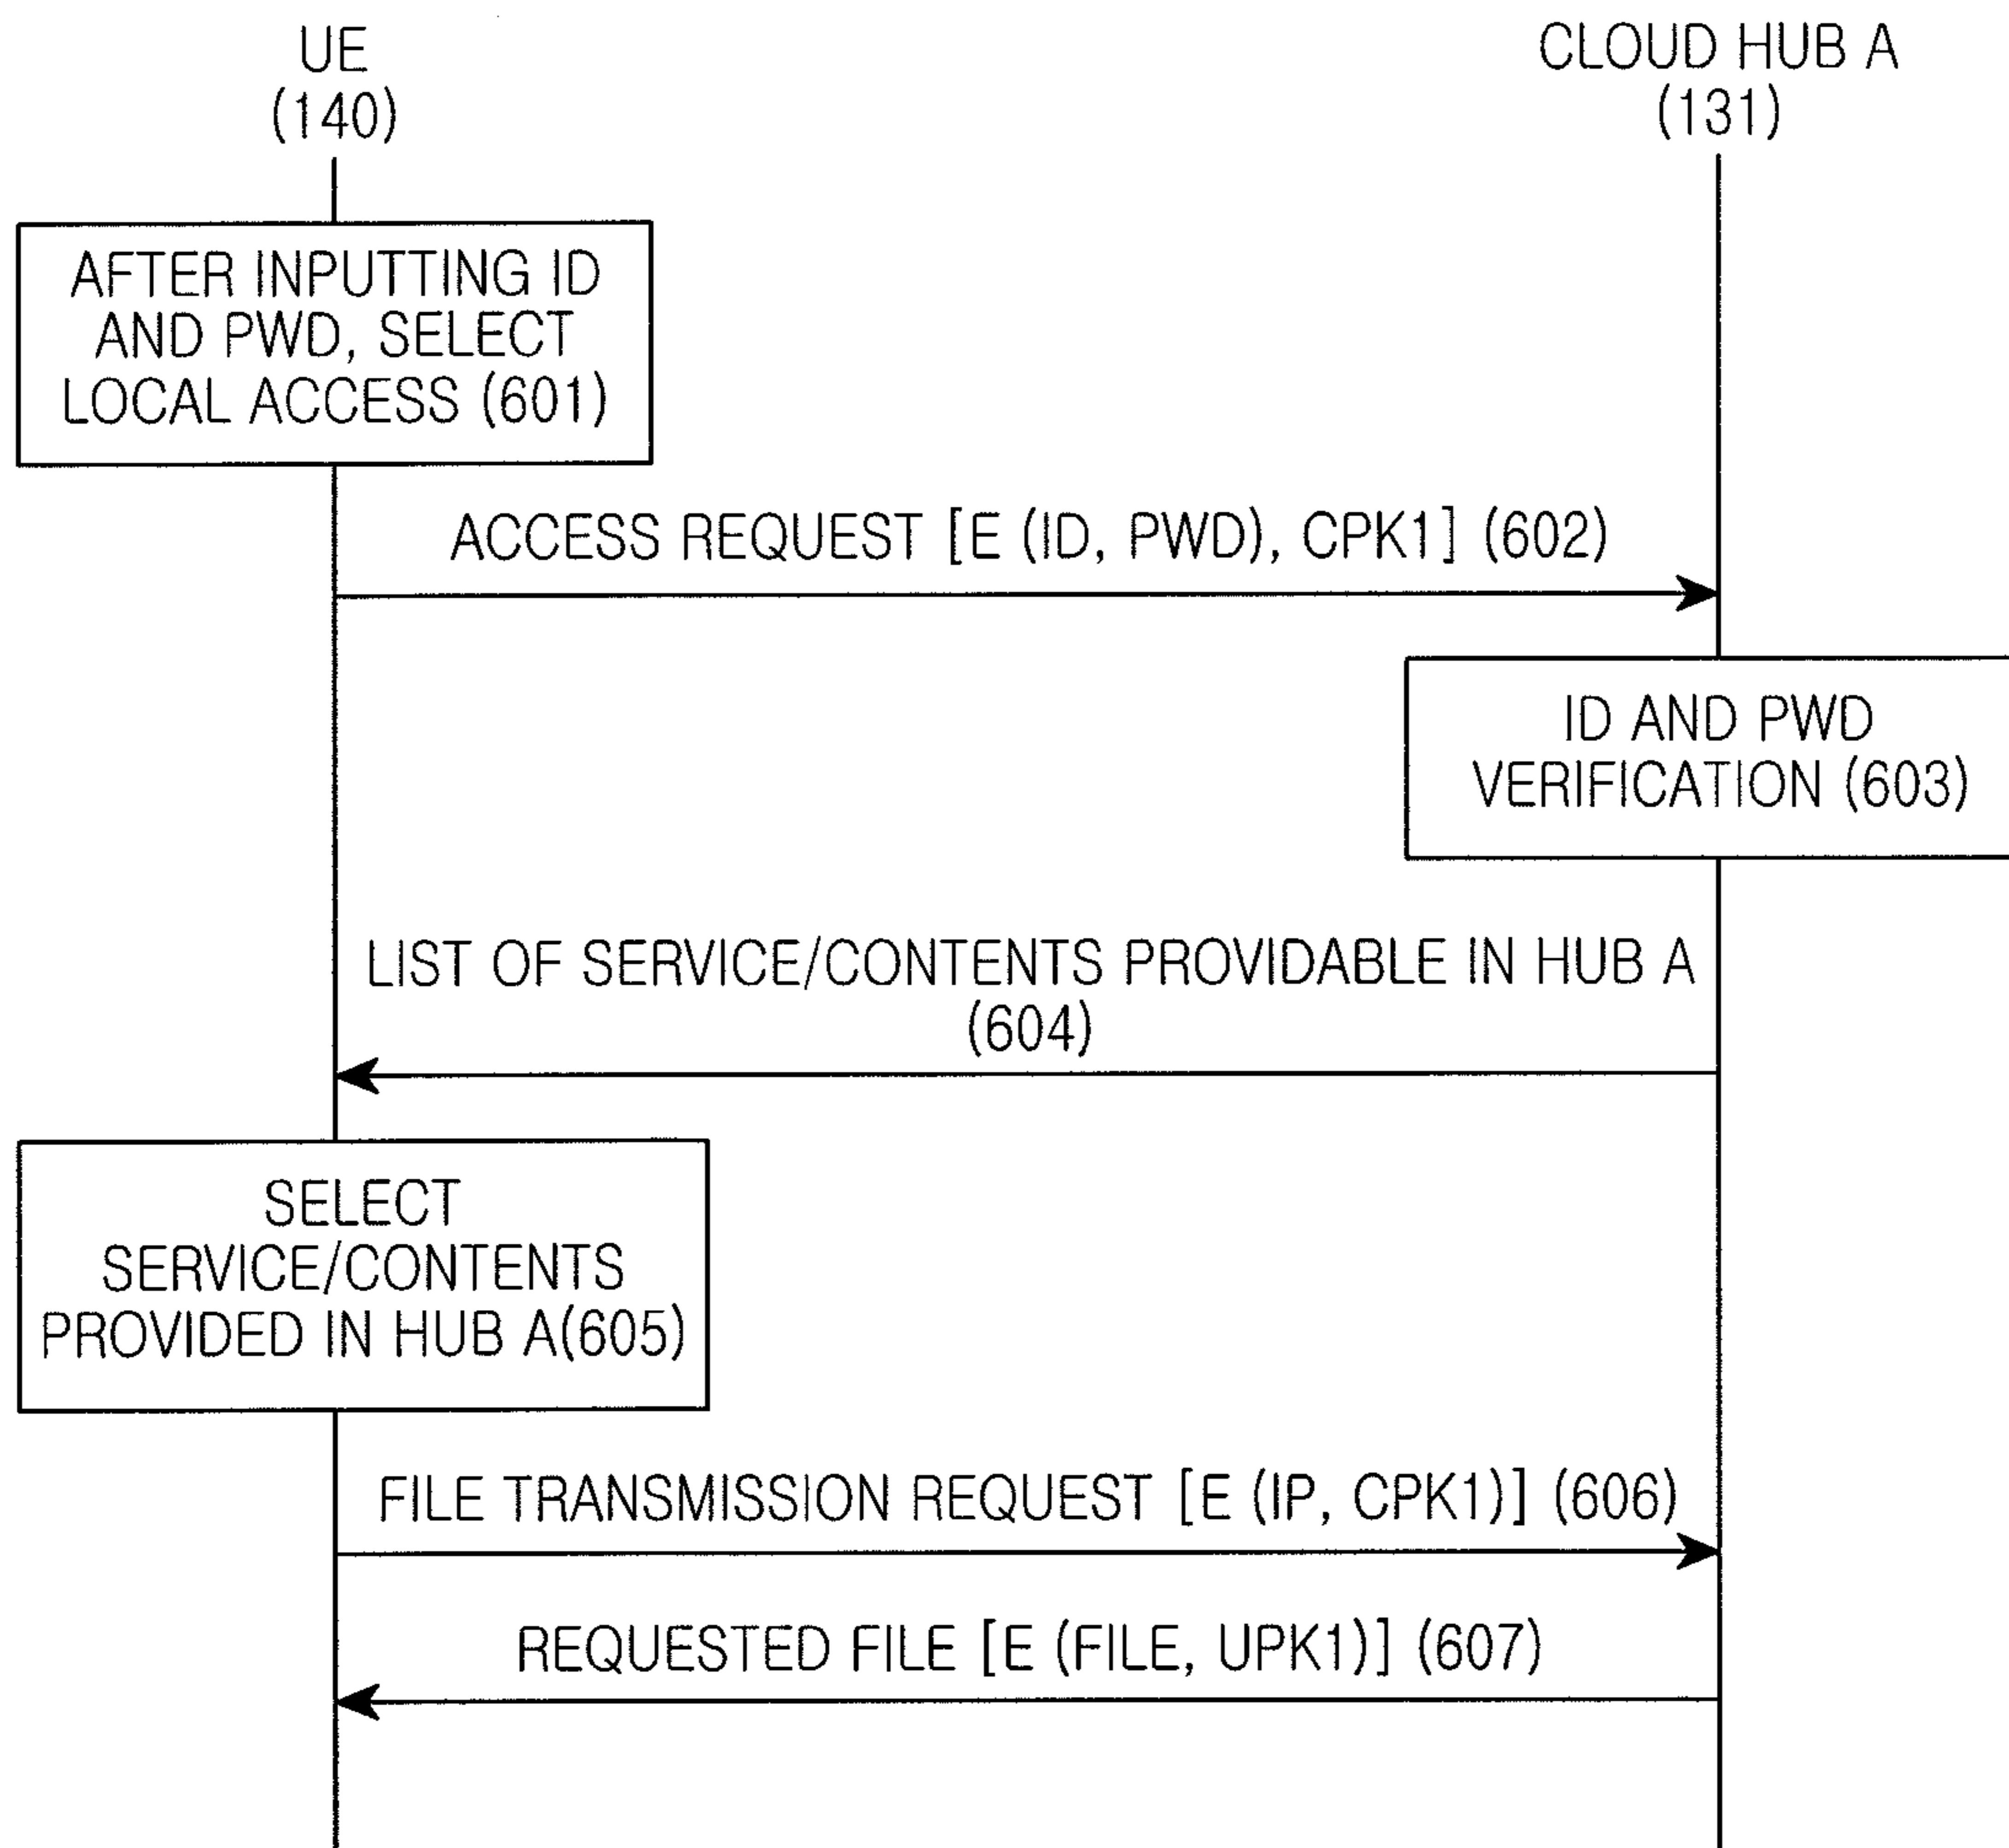 UE
(140)
CLOUD HUB A
(131)
AFTER INPUTTING ID
AND PWD, SELECT
LOCAL ACCESS (601)
ACCESS REQUEST [E (ID, PWD), CPK1] (602)
ID AND PWD
VERIFICATION (603)
LIST OF SERVICE/CONTENTS PROVIDABLE IN HUB A
(604)
SELECT
SERVICE/CONTENTS
PROVIDED IN HUB A(605)
FILE TRANSMISSION REQUEST [E (IP, CPK1)] (606)
REQUESTED FILE [E (FILE, UPK1)] (607)